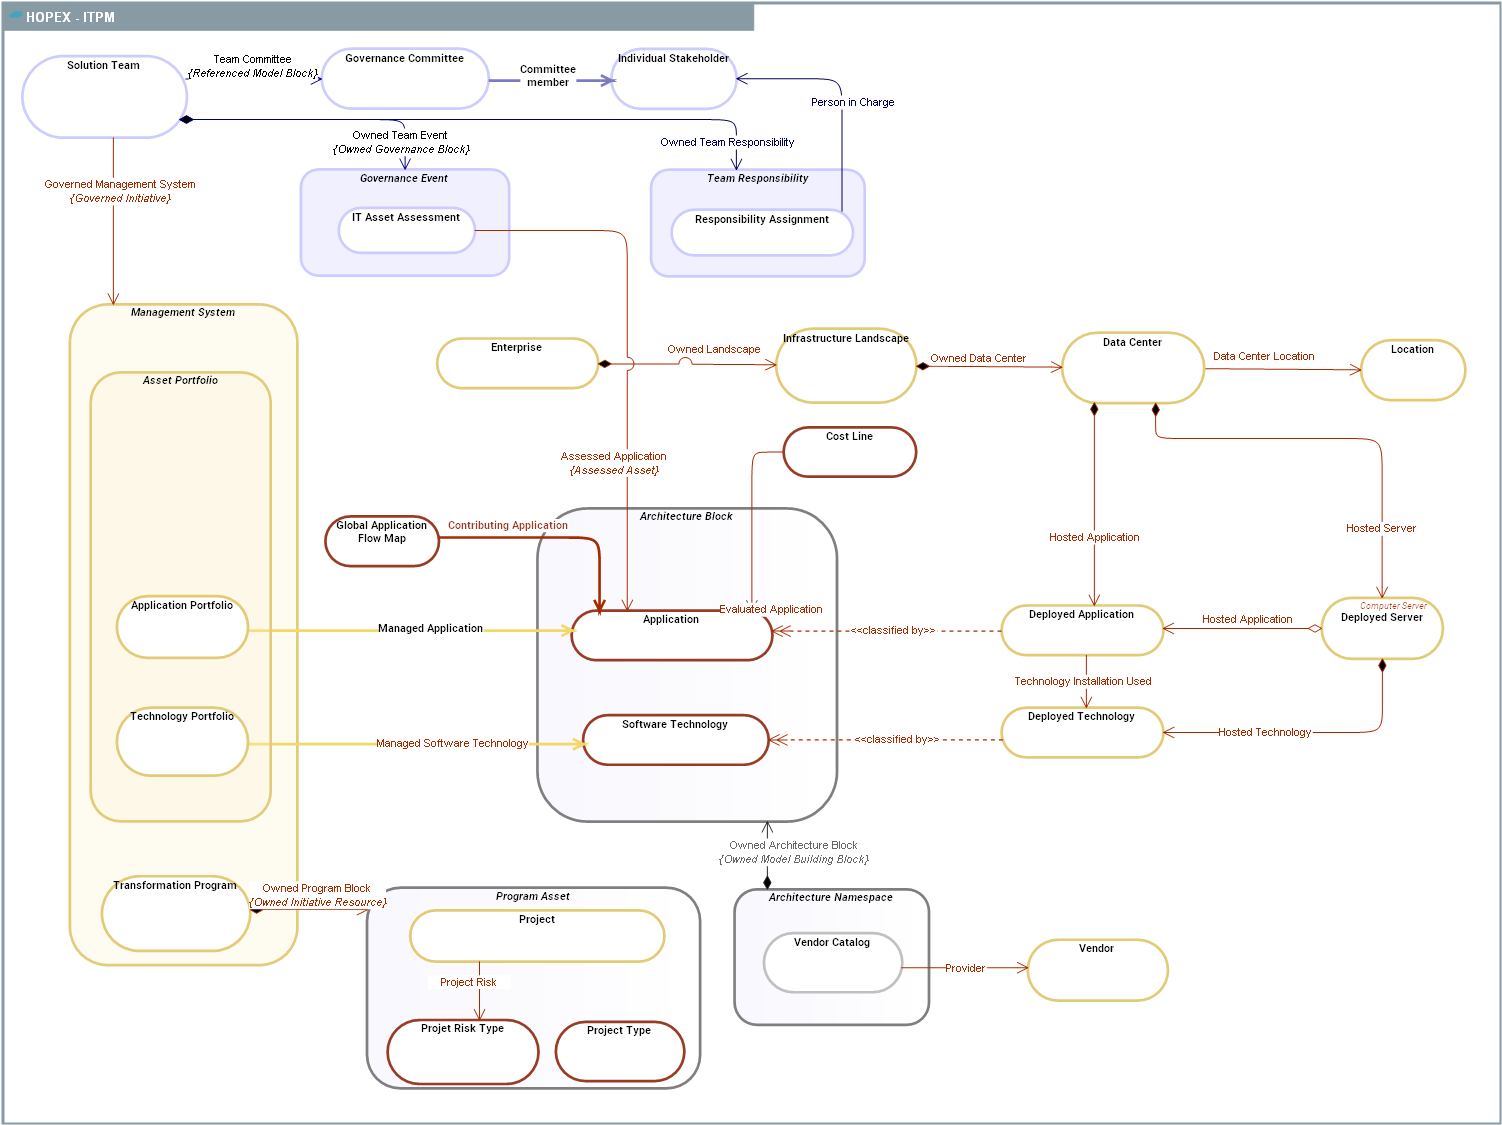 HOPEX - ITPM
Solution Team
Team Committee
{Referenced Model Block}
Governance Committee
Committee
member
Individual Stakeholder
Person in Charge
Owned Team Event
{Owned Governance Block}
Owned Team Responsibility
Governed Management System
{Governed Initiative}
Governance Event
IT Asset Assessment
Team Responsibility
Responsibility Assignment
Management System
Asset Portfolio
Enterprise
Owned Landscape
Infrastructure Landscape
Owned Data Center
Data Center
Data Center Location
Location
Cost Line
Assessed Application
{Assessed Asset}
Global Application
Flow Map
Contributing Application
Architecture Block
Hosted Application
Hosted Server
Application Portfolio
Managed Application
Application
Evaluated Application
<<classified by>>
Deployed Application
Hosted Application
Computer Server
Deployed Server
Technology Installation Used
Technology Portfolio
Managed Software Technology
Software Technology
<<classified by>>
Deployed Technology
Hosted Technology
Owned Architecture Block
{Owned Model Building Block}
Transformation Program
Owned Program Block
{Owned Initiative Resource}
Program Asset
Project
Project Risk
Projet Risk Type
Project Type
Architecture Namespace
Vendor Catalog
Provider
Vendor